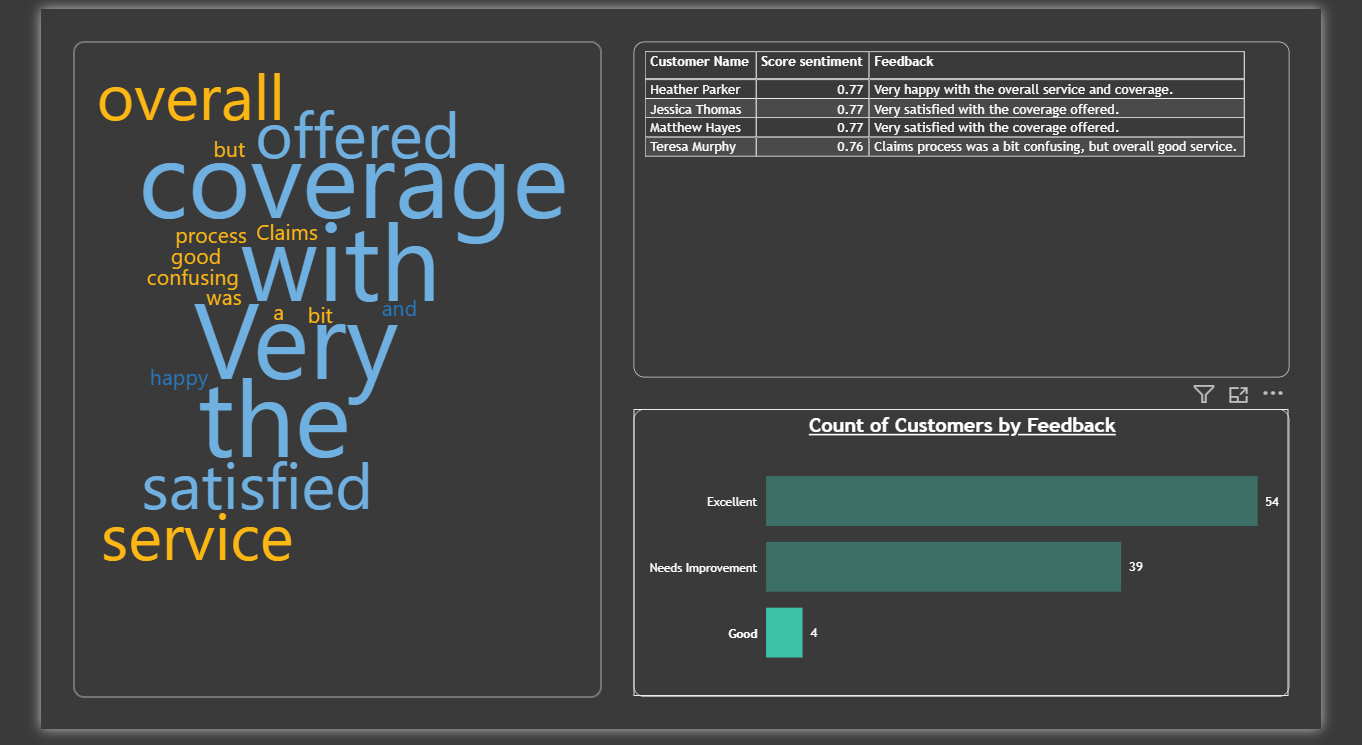 overall
offered
but
coverage
process Claims
with
good
confusing
was
a bit and
Very
happy
the
satisfied
service
Customer Name Score sentiment Feedback
Heather Parker 0.77 Very happy with the overall service and coverage.
Jessica Thomas 0.77 Very satisfied with the coverage offered.
Matthew Hayes 0.77 Very satisfied with the coverage offered.
Teresa Murphy 0.76 Claims process was a bit confusing, but overall good service.
Count of Customers by Feedback
Excellent 54
Needs Improvement 39
Good 4